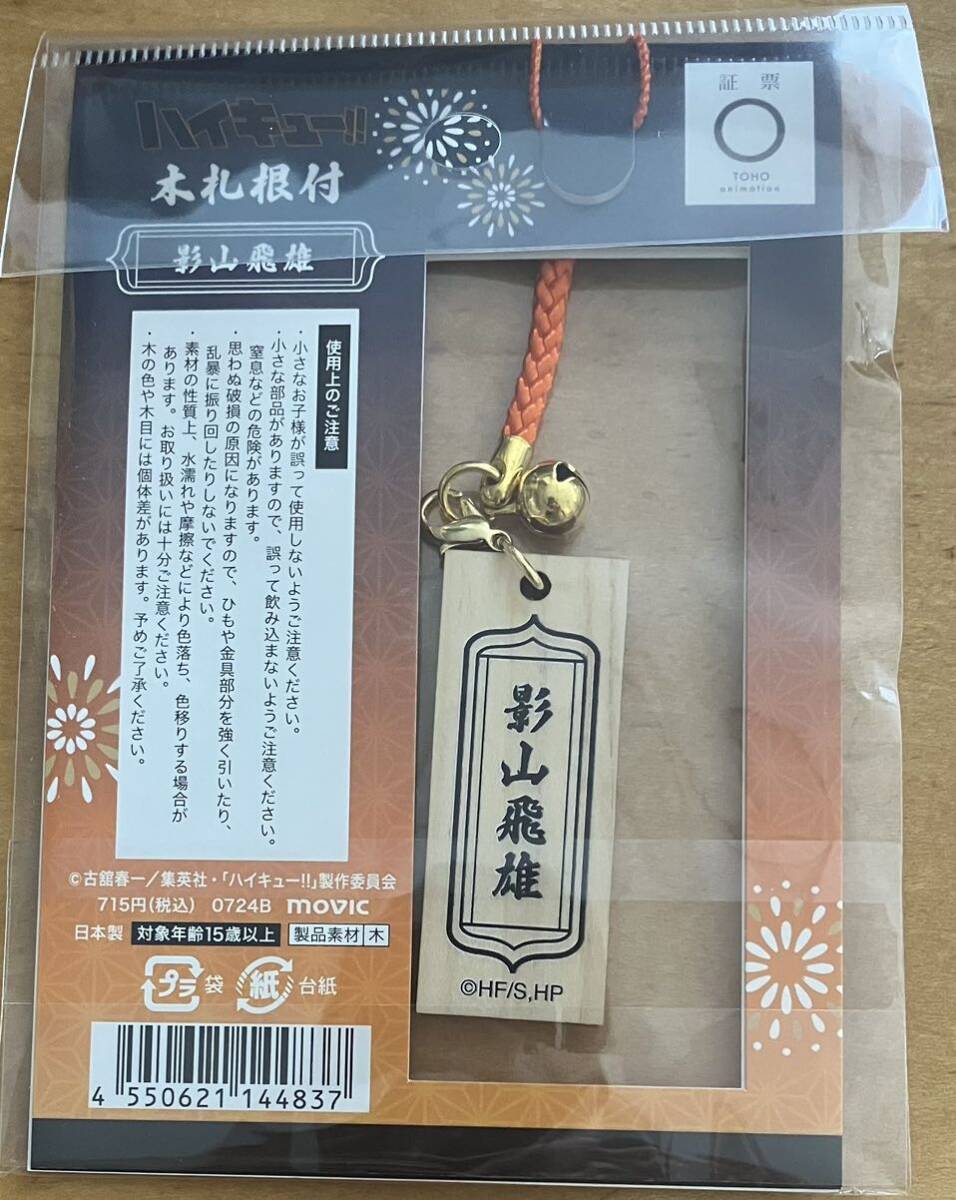 ハイキュー!!
木札根付
影山飛雄
証票
TOHO
animation
使用上のご注意
・小さなお子様が誤って使用しないようご注意ください。
・小さな部品がありますので、誤って飲み込まないようご注意ください。
窒息などの危険があります。
・思わぬ破損の原因になりますので、ひもや金具部分を強く引いたり、
乱暴に振り回したりしないでください。
・素材の性質上、水濡れや摩擦などにより色落ち、色移りする場合が
あります。お取り扱いには十分ご注意ください。
・木の色や木目には個体差があります。予めご了承ください。
影山飛雄
©HF/S,HP
©古舘春一／集英社・「ハイキュー!!」製作委員会
715円(税込) 0724B movic
日本製 対象年齢15歳以上 製品素材 木
プラ 袋 紙 台紙
4 550621 144837